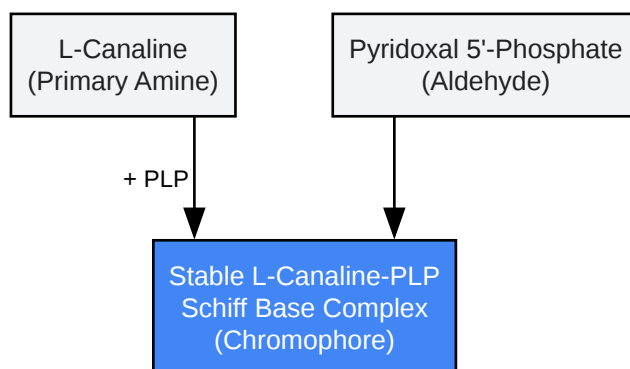 L-Canaline
(Primary Amine)
Pyridoxal 5'-Phosphate
(Aldehyde)
+ PLP
Stable L-Canaline-PLP
Schiff Base Complex
(Chromophore)